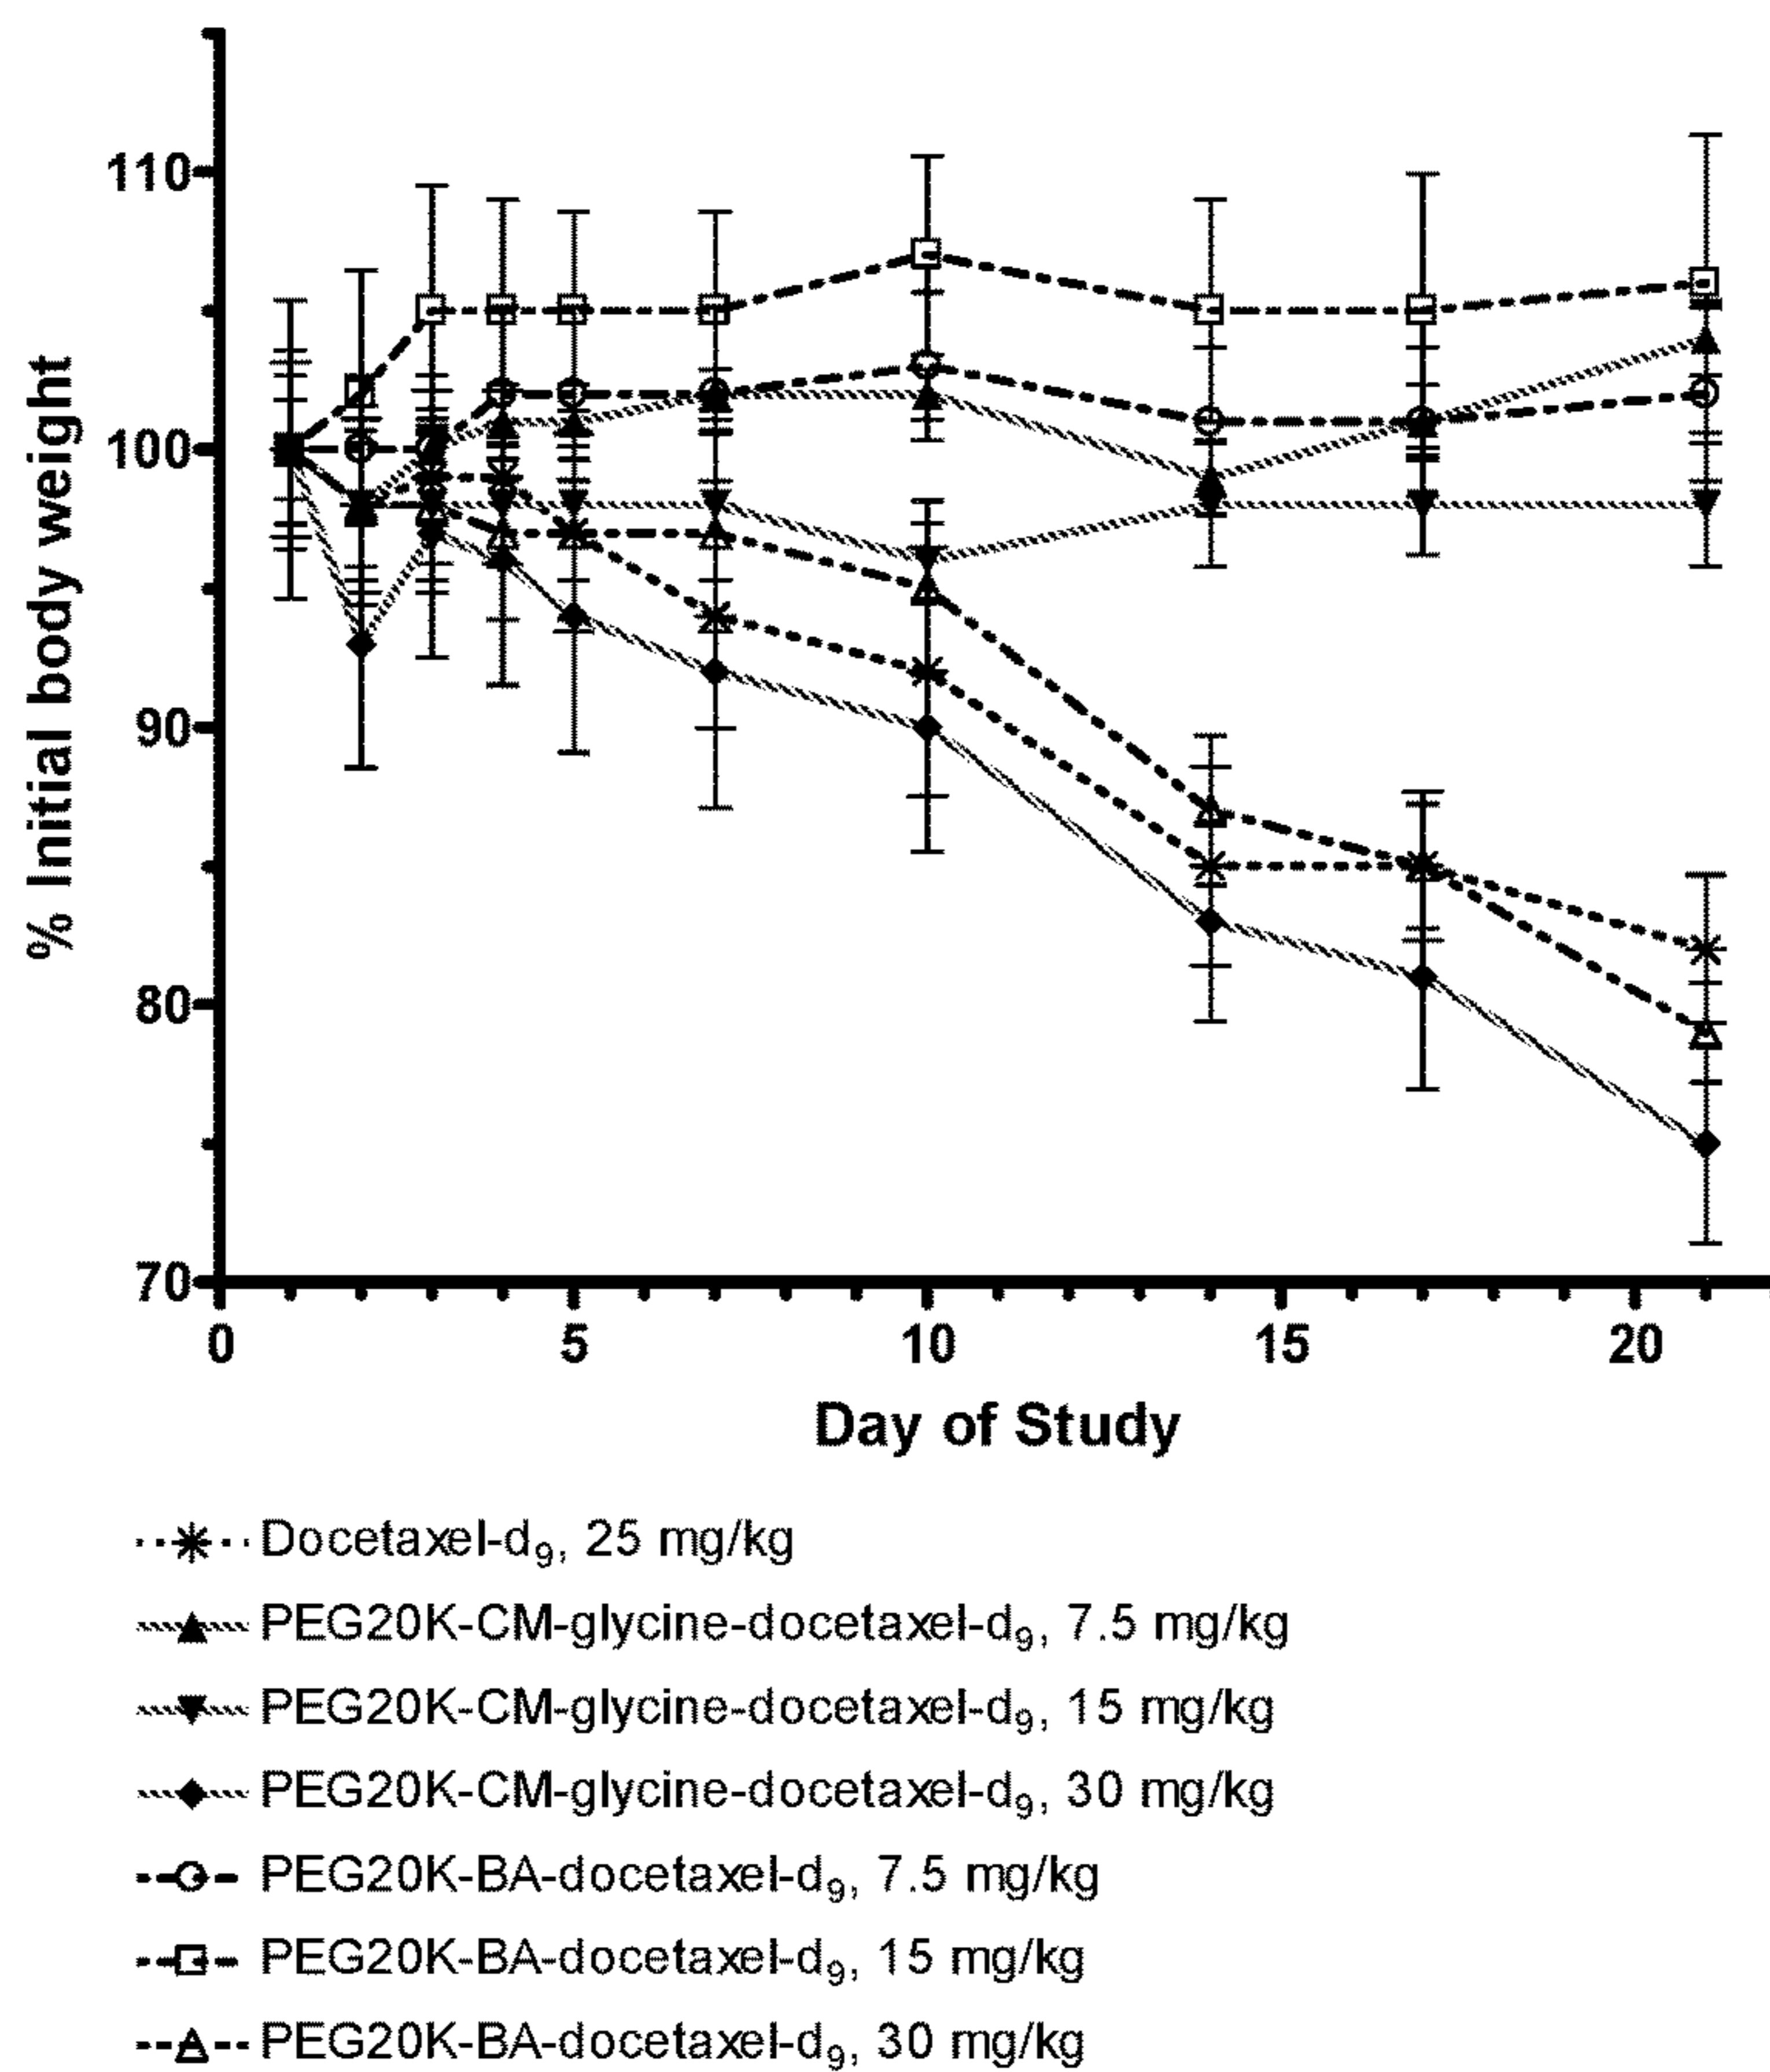 % Initial body weight
110
100
90
80
70
0 5 10 15 20
Day of Study
Docetaxel-d₉, 25 mg/kg
PEG20K-CM-glycine-docetaxel-d₉, 7.5 mg/kg
PEG20K-CM-glycine-docetaxel-d₉, 15 mg/kg
PEG20K-CM-glycine-docetaxel-d₉, 30 mg/kg
PEG20K-BA-docetaxel-d₉, 7.5 mg/kg
PEG20K-BA-docetaxel-d₉, 15 mg/kg
PEG20K-BA-docetaxel-d₉, 30 mg/kg